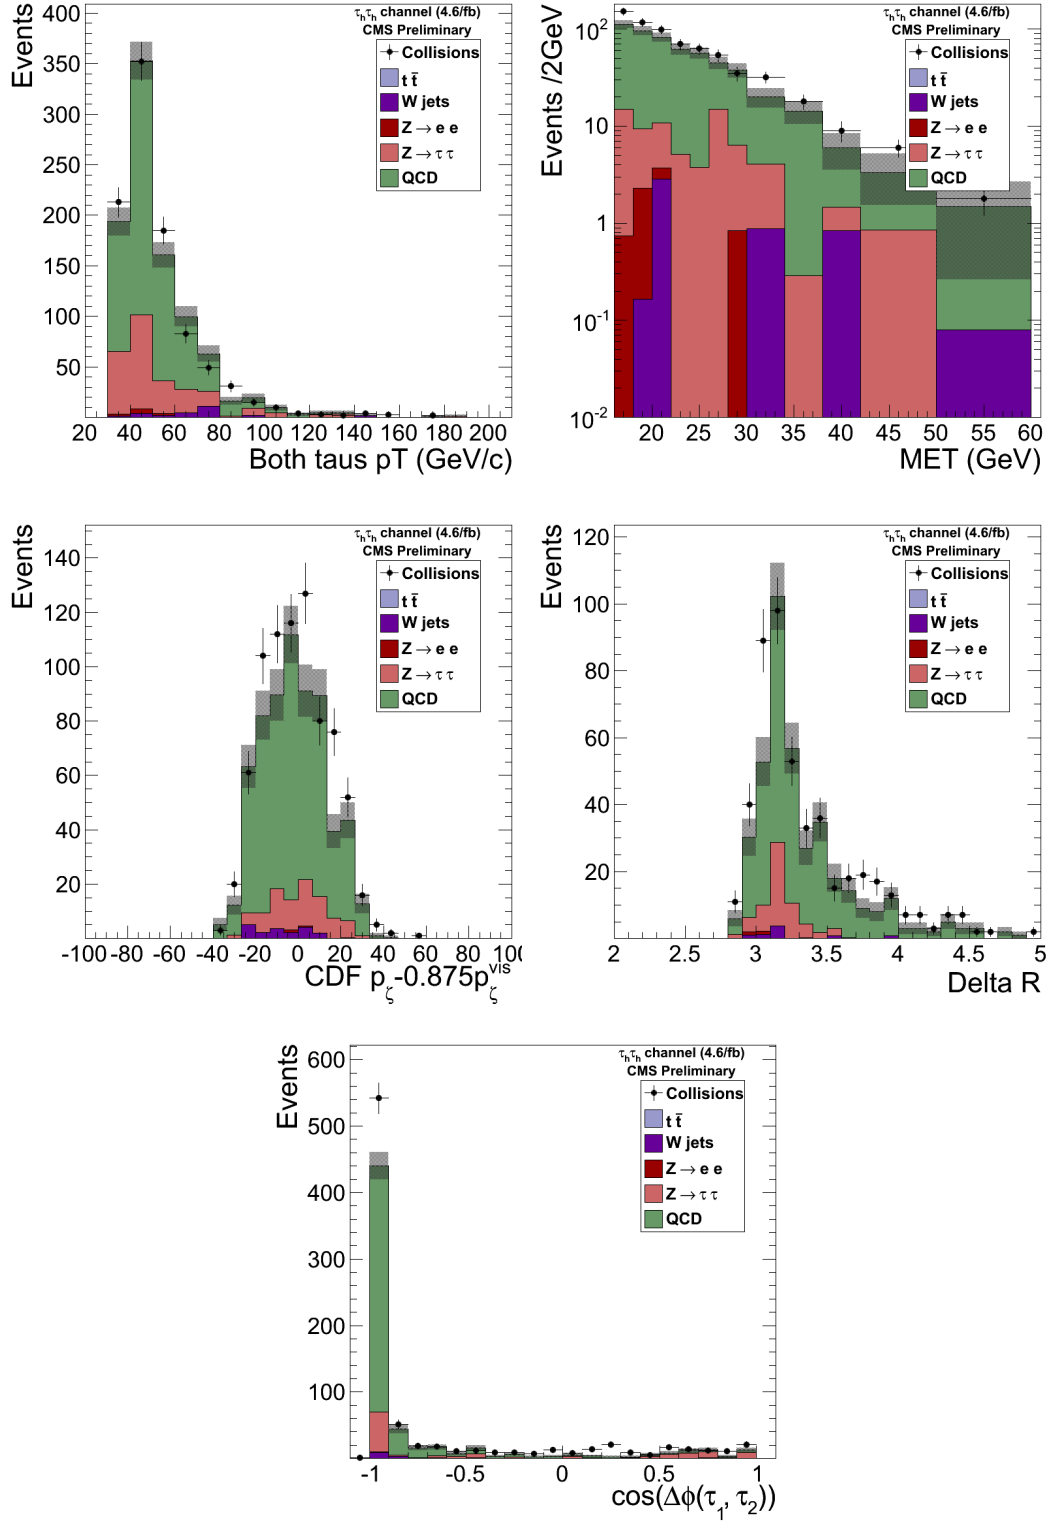 Events
400
350
300
250
200
150
100
50
20 40 60 80 100 120 140 160 180 200
Both taus pT (GeV/c)
τhτh channel (4.6/fb)
CMS Preliminary
Collisions
t t̄
W jets
Z → e e
Z → τ τ
QCD
Events /2GeV
10²
10
1
10⁻¹
10⁻²
20 25 30 35 40 45 50 55 60
MET (GeV)
τhτh channel (4.6/fb)
CMS Preliminary
Collisions
t t̄
W jets
Z → e e
Z → τ τ
QCD
Events
140
120
100
80
60
40
20
-100 -80 -60 -40 -20 0 20 40 60 80 100
CDF pζ-0.875pζ^vis
τhτh channel (4.6/fb)
CMS Preliminary
Collisions
t t̄
W jets
Z → e e
Z → τ τ
QCD
Events
120
100
80
60
40
20
2 2.5 3 3.5 4 4.5 5
Delta R
τhτh channel (4.6/fb)
CMS Preliminary
Collisions
t t̄
W jets
Z → e e
Z → τ τ
QCD
Events
600
500
400
300
200
100
-1 -0.5 0 0.5 1
cos(Δϕ(τ1, τ2))
τhτh channel (4.6/fb)
CMS Preliminary
Collisions
t t̄
W jets
Z → e e
Z → τ τ
QCD